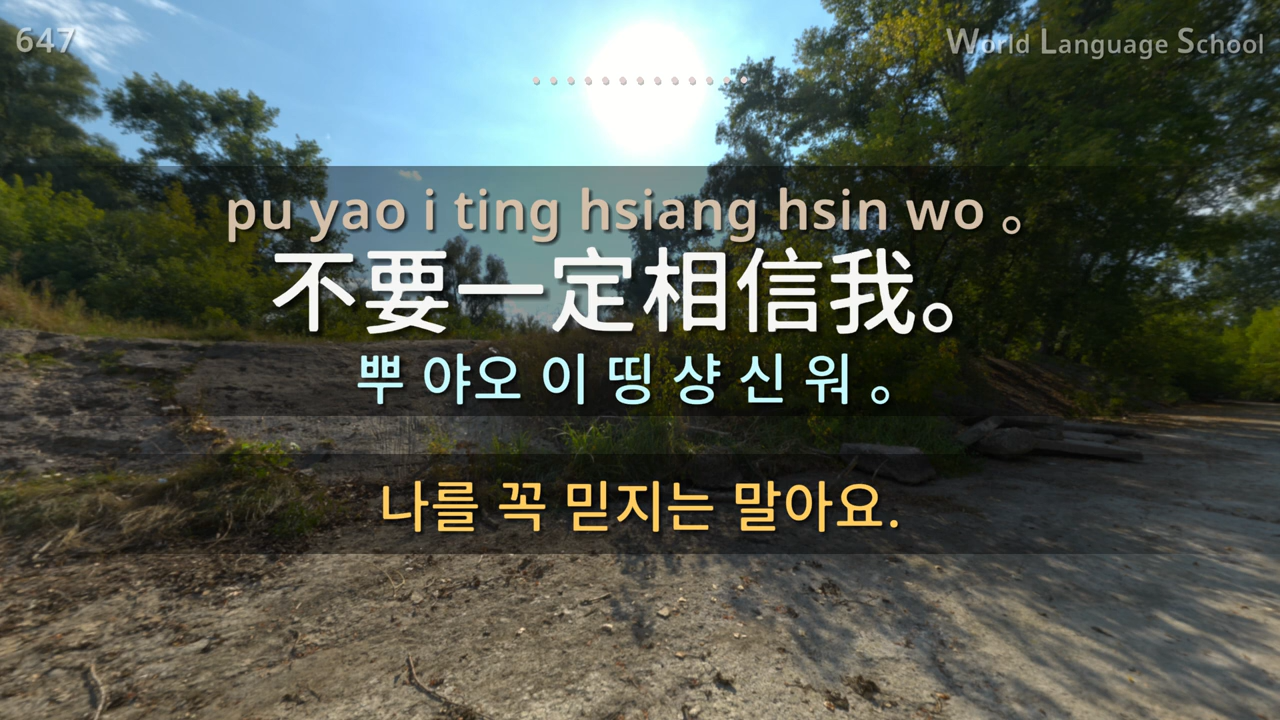 647
World Language School
pu yao i ting hsiang hsin wo 。
不要一定相信我。
뿌 야오 이 띵 샹 신 워 。
나를 꼭 믿지는 말아요.